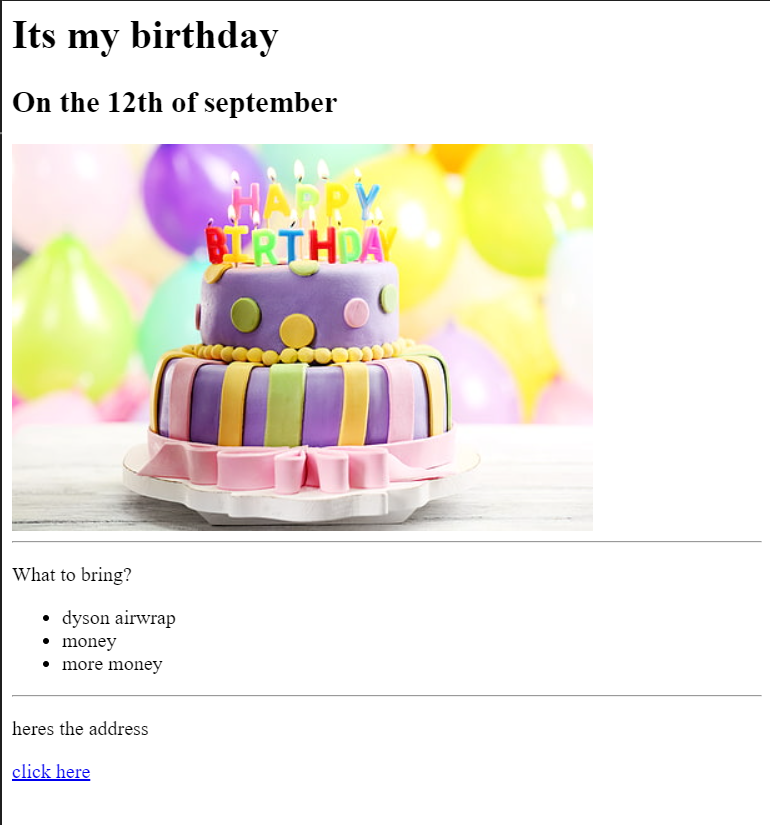 Its my birthday
On the 12th of september
HAPPY
BIRTHDAY
What to bring?
dyson airwrap
money
more money
heres the address
click here